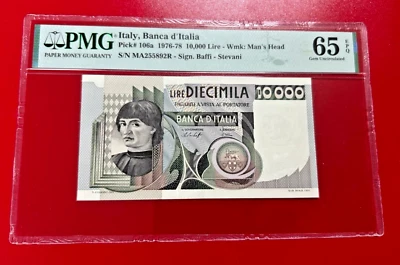 PMG
PAPER MONEY GUARANTY
Italy, Banca d'Italia
Pick# 106a 1976-78 10,000 Lire - Wmk: Man's Head
S/N MA255892R - Sign. Baffi - Stevani
65 EPQ
Gem Uncirculated
LIRE DIECIMILA 10000
PAGABILI A VISTA AL PORTATORE
BANCA D'ITALIA